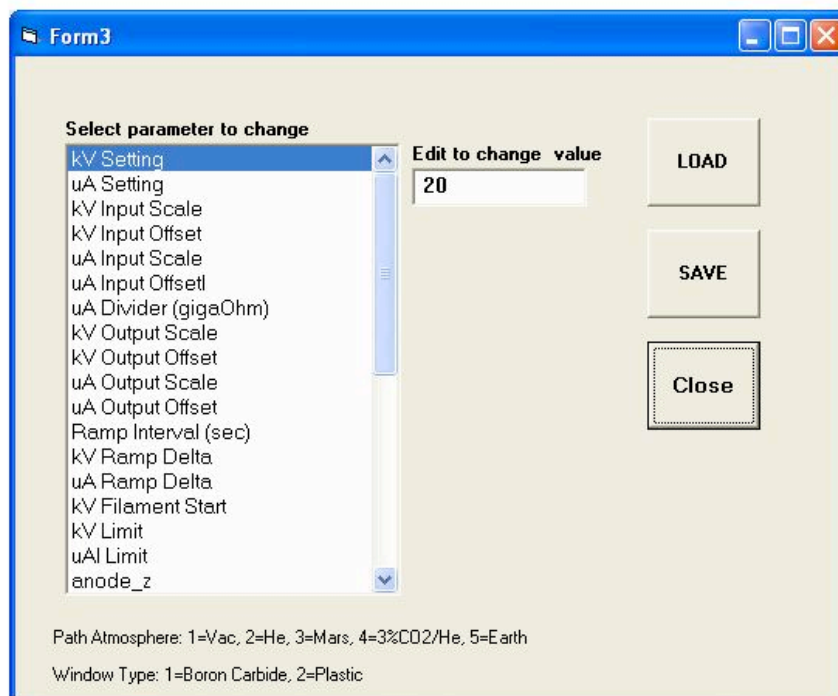 Form3
Select parameter to change
kV Setting
uA Setting
kV Input Scale
kV Input Offset
uA Input Scale
uA Input Offsetl
uA Divider (gigaOhm)
kV Output Scale
kV Output Offset
uA Output Scale
uA Output Offset
Ramp Interval (sec)
kV Ramp Delta
uA Ramp Delta
kV Filament Start
kV Limit
uAl Limit
anode_z
Edit to change value
20
LOAD
SAVE
Close
Path Atmosphere: 1=Vac, 2=He, 3=Mars, 4=3%CO2/He, 5=Earth
Window Type: 1=Boron Carbide, 2=Plastic